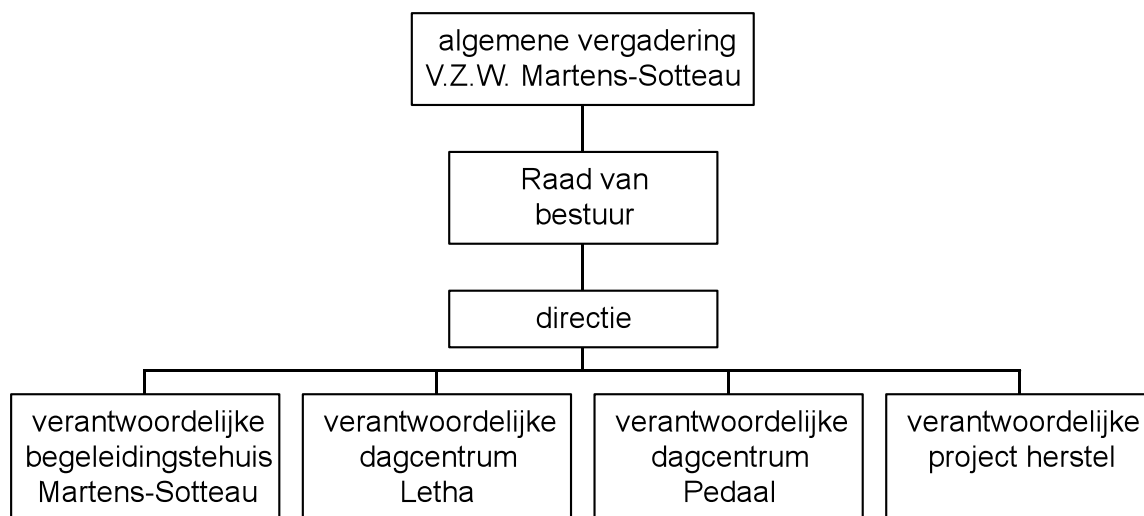 algemene vergadering
V.Z.W. Martens-Sotteau
Raad van
bestuur
directie
verantwoordelijke
begeleidingstehuis
Martens-Sotteau
verantwoordelijke
dagcentrum
Letha
verantwoordelijke
dagcentrum
Pedaal
verantwoordelijke
project herstel